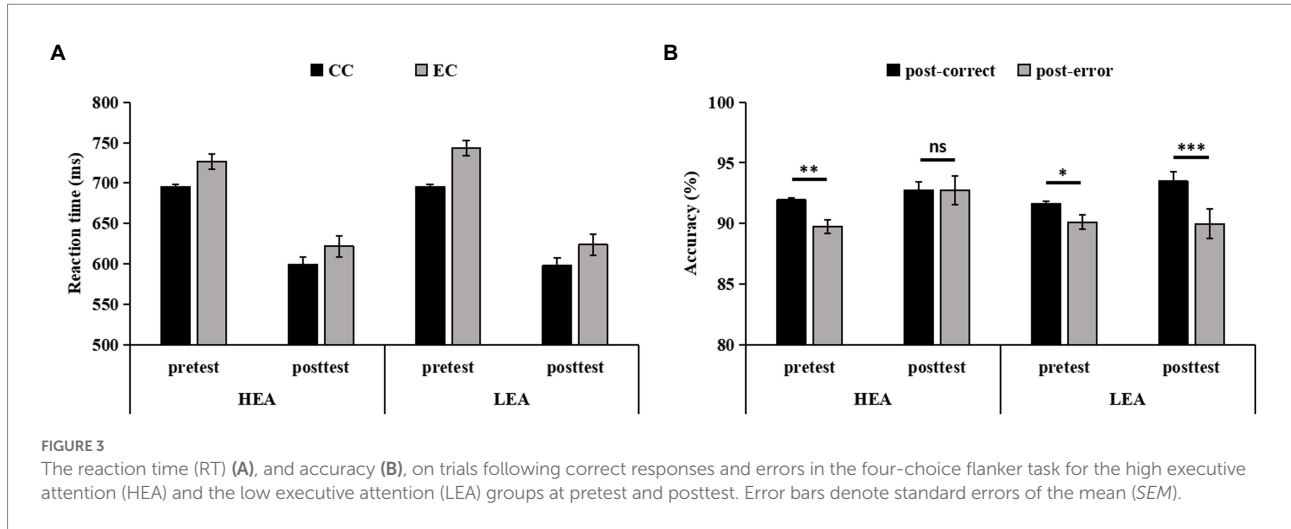 A
CC EC
Reaction time (ms)
800
750
700
650
600
550
500
pretest posttest pretest posttest
HEA LEA
B
post-correct post-error
Accuracy (%)
100
95
90
85
80
** ns * ***
pretest posttest pretest posttest
HEA LEA
FIGURE 3
The reaction time (RT) (A), and accuracy (B), on trials following correct responses and errors in the four-choice flanker task for the high executive
attention (HEA) and the low executive attention (LEA) groups at pretest and posttest. Error bars denote standard errors of the mean (SEM).